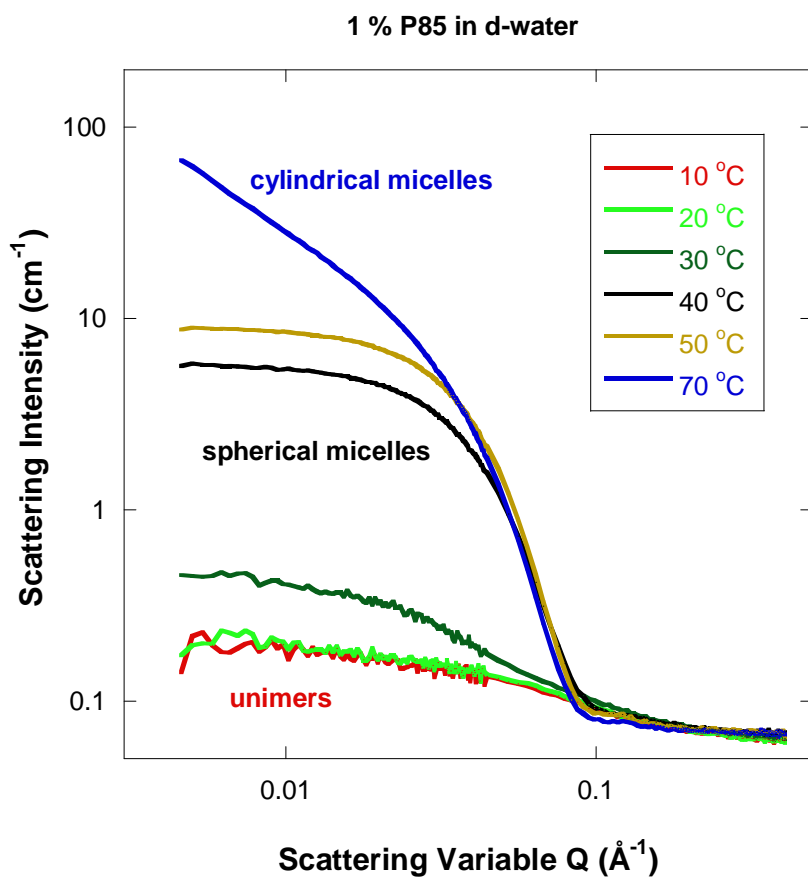 1 % P85 in d-water
Scattering Intensity (cm⁻¹)
100
10
1
0.1
cylindrical micelles
spherical micelles
unimers
10 °C
20 °C
30 °C
40 °C
50 °C
70 °C
0.01
0.1
Scattering Variable Q (Å⁻¹)